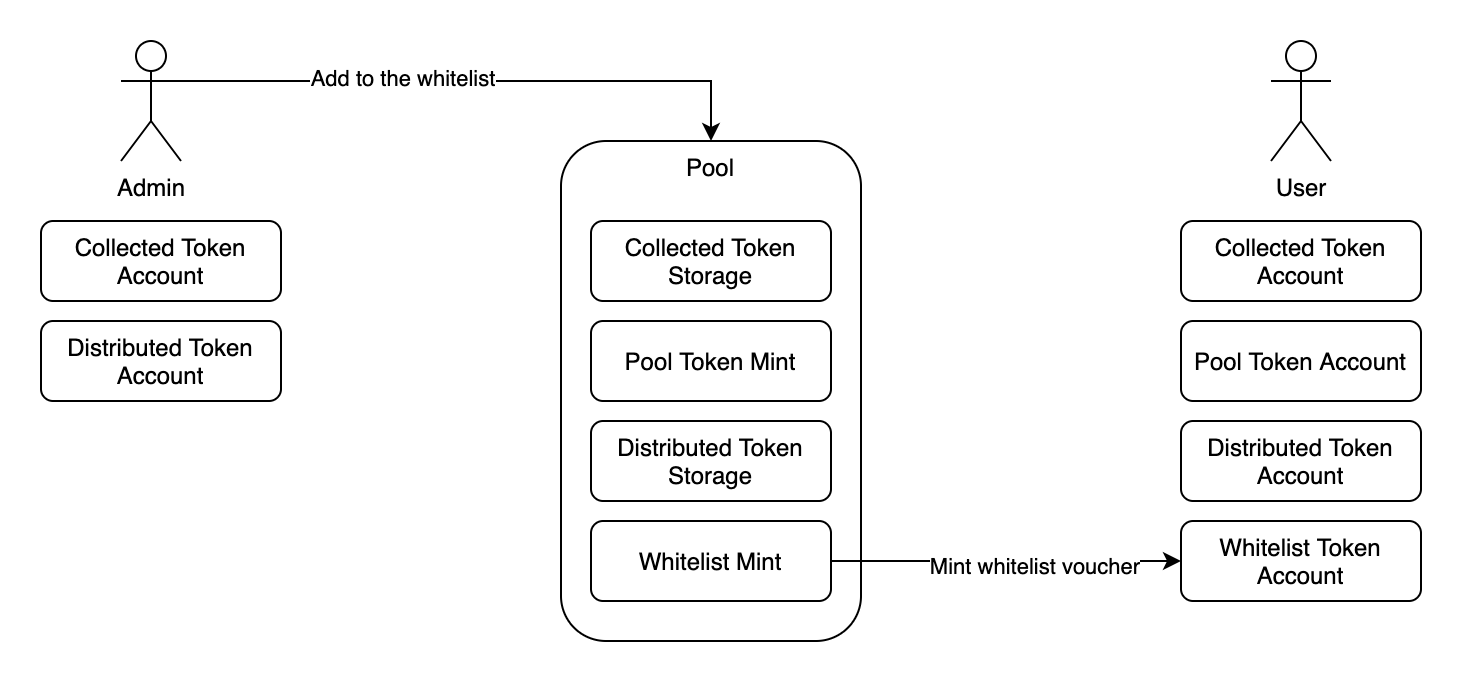 Add to the whitelist
Admin
Collected Token
Account
Distributed Token
Account
Pool
Collected Token
Storage
Pool Token Mint
Distributed Token
Storage
Whitelist Mint
Mint whitelist voucher
User
Collected Token
Account
Pool Token Account
Distributed Token
Account
Whitelist Token
Account